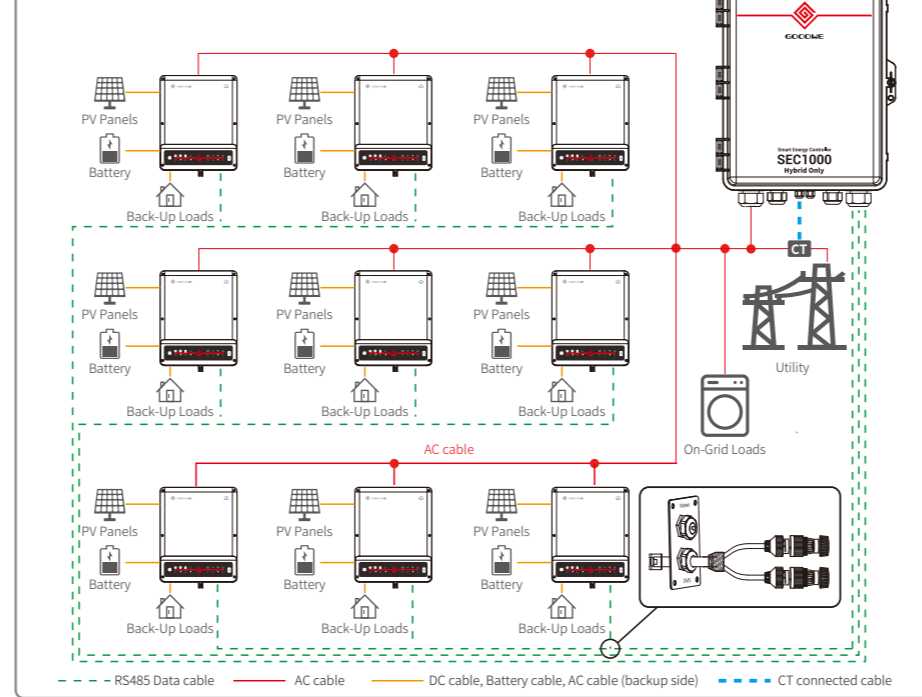 GOODWE
Smart Energy Controller
SEC1000
Hybrid Only
PV Panels
PV Panels
PV Panels
Battery
Battery
Battery
Back-Up Loads
Back-Up Loads
Back-Up Loads
CT
PV Panels
PV Panels
PV Panels
Battery
Battery
Battery
Utility
Back-Up Loads
Back-Up Loads
Back-Up Loads
AC cable
On-Grid Loads
PV Panels
PV Panels
PV Panels
Battery
Battery
Battery
EMS
Back-Up Loads
Back-Up Loads
Back-Up Loads
RS485 Data cable
AC cable
DC cable, Battery cable, AC cable (backup side)
CT connected cable